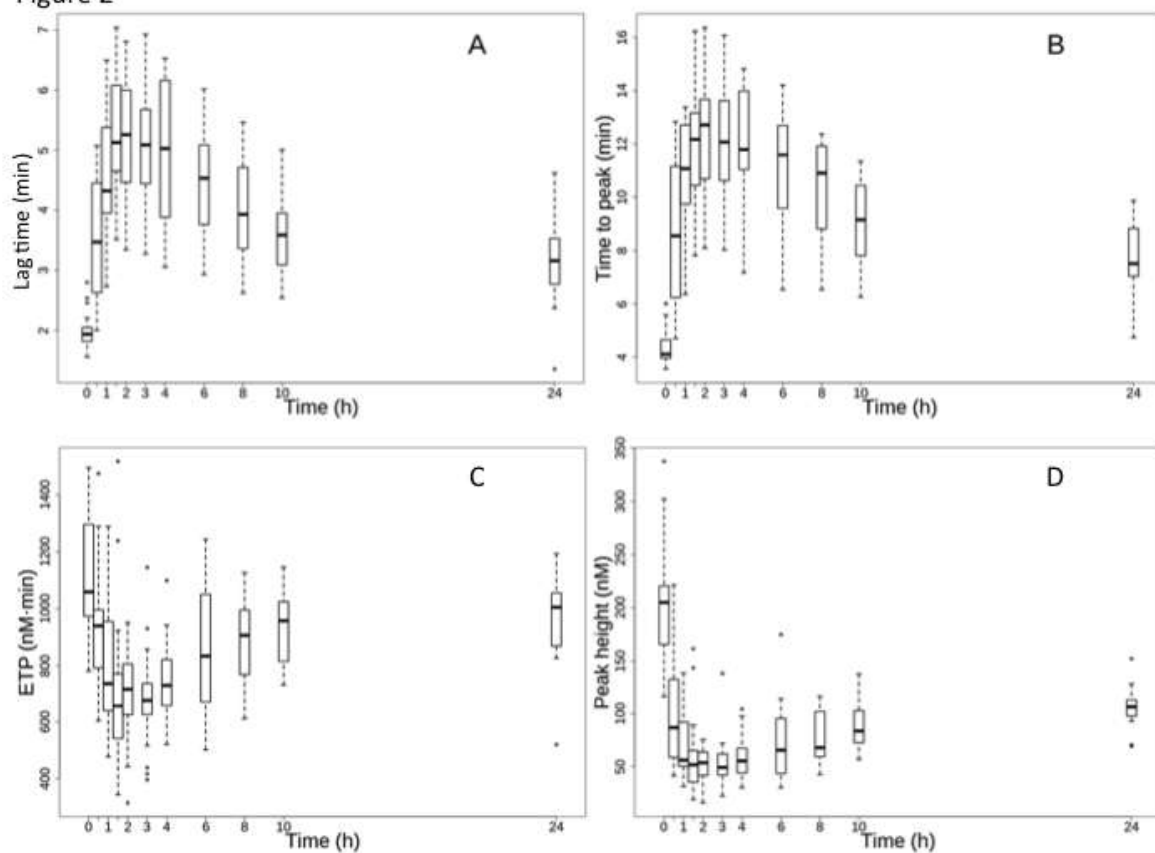 Figure 2
A
7
6
5
4
3
2
Lag time (min)
0 1 2 3 4 6 8 10 24
Time (h)
B
16
14
12
10
8
6
4
Time to peak (min)
0 1 2 3 4 6 8 10 24
Time (h)
C
1400
1200
1000
800
600
400
ETP (nM·min)
0 1 2 3 4 6 8 10 24
Time (h)
D
350
300
250
200
150
100
50
Peak height (nM)
0 1 2 3 4 6 8 10 24
Time (h)